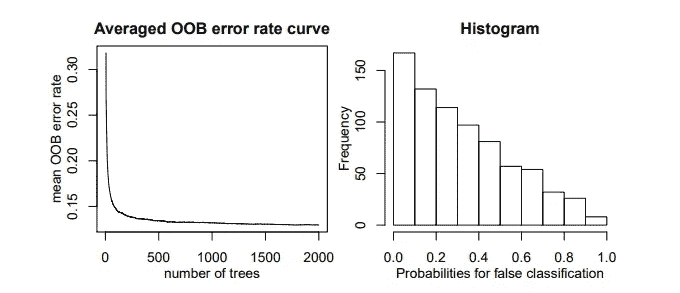 Averaged OOB error rate curve
mean OOB error rate
0.30
0.25
0.20
0.15
0 500 1000 1500 2000
number of trees
Histogram
Frequency
150
100
50
0
0.0 0.2 0.4 0.6 0.8 1.0
Probabilities for false classification